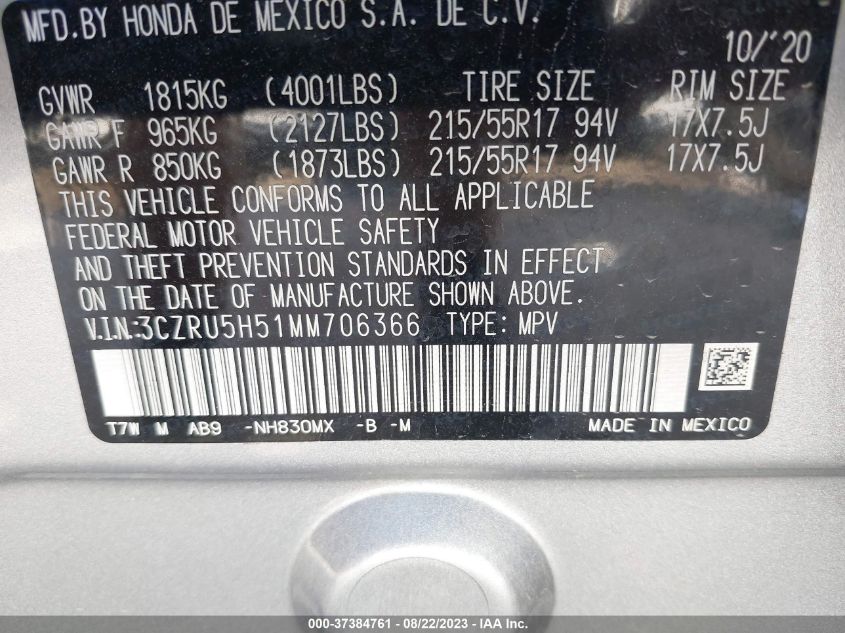 MFD.BY HONDA DE MEXICO S.A. DE C.V.
10/'20
GVWR 1815KG (4001LBS) TIRE SIZE RIM SIZE
GAWR F 965KG (2127LBS) 215/55R17 94V 17X7.5J
GAWR R 850KG (1873LBS) 215/55R17 94V 17X7.5J
THIS VEHICLE CONFORMS TO ALL APPLICABLE
FEDERAL MOTOR VEHICLE SAFETY
AND THEFT PREVENTION STANDARDS IN EFFECT
ON THE DATE OF MANUFACTURE SHOWN ABOVE.
V.I.N.:3CZRU5H51MM706366 TYPE: MPV
T7W M AB9 -NH830MX -B -M MADE IN MEXICO
000-37384761 - 08/22/2023 - IAA Inc.